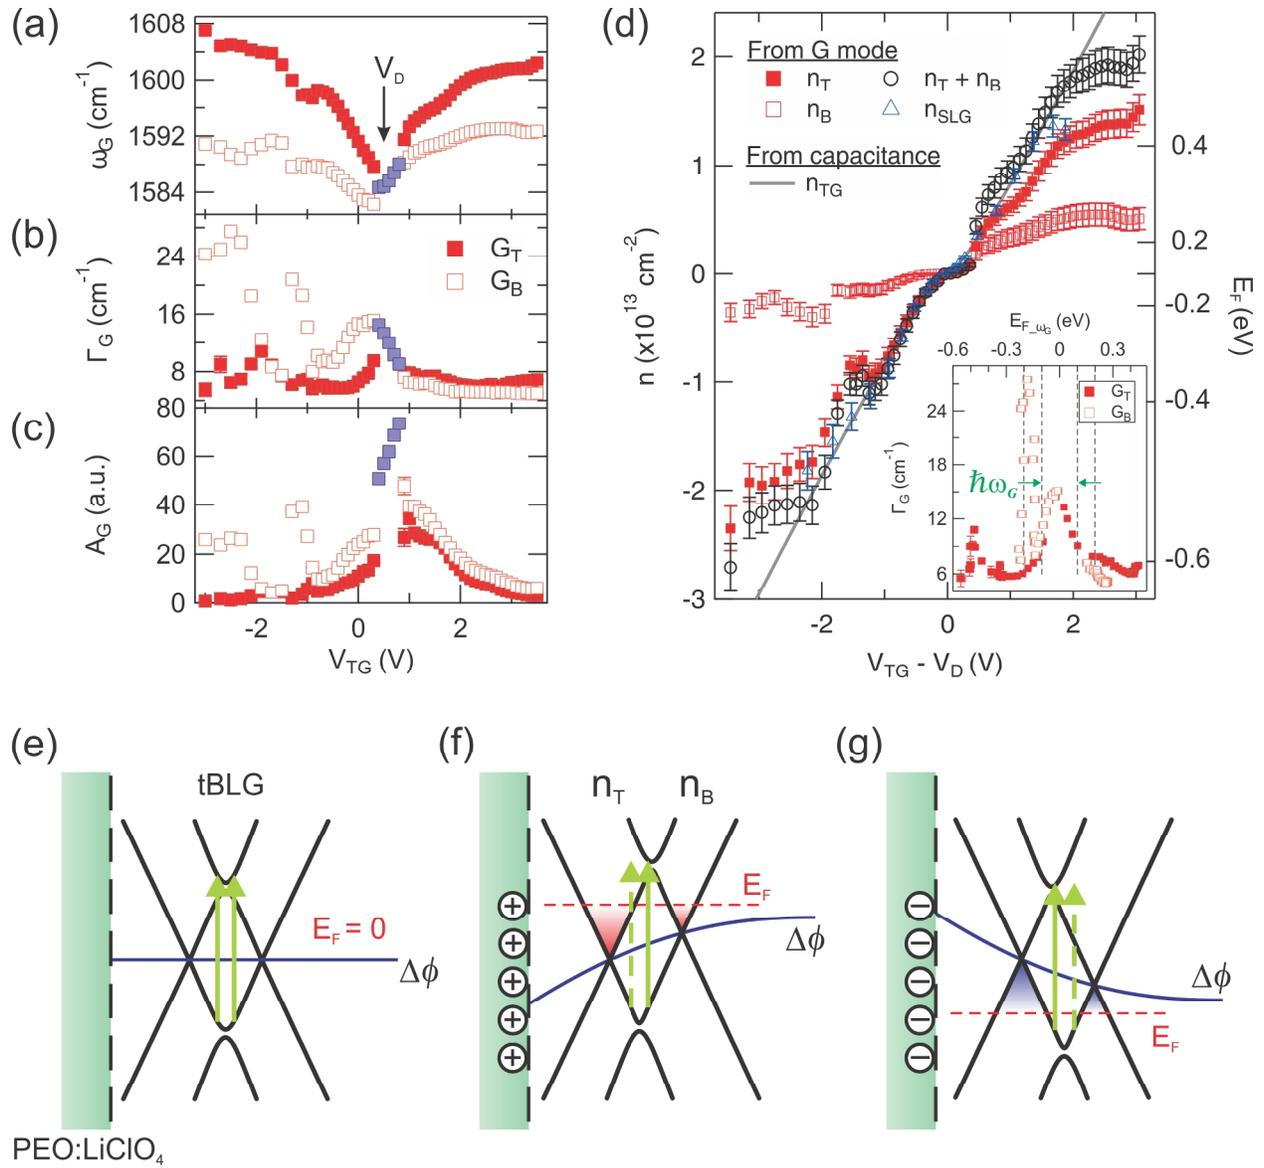 (a)
1608
1600
1592
1584
ω_G (cm⁻¹)
V_D
(b)
24
16
8
Γ_G (cm⁻¹)
G_T
G_B
(c)
80
60
40
20
0
A_G (a.u.)
-2 0 2
V_TG (V)
(d)
2
1
0
-1
-2
-3
n (x10¹³ cm⁻²)
From G mode
n_T n_T + n_B
n_B n_SLG
From capacitance
n_TG
0.4
0.2
-0.2
-0.4
-0.6
E_F (eV)
E_F_ω_G (eV)
-0.6 -0.3 0 0.3
24
18
12
6
Γ_G (cm⁻¹)
G_T
G_B
ħω_G
-2 0 2
V_TG - V_D (V)
(e)
tBLG
E_F = 0
Δϕ
PEO:LiClO₄
(f)
n_T n_B
E_F
Δϕ
+
+
+
+
+
(g)
Δϕ
E_F
−
−
−
−
−